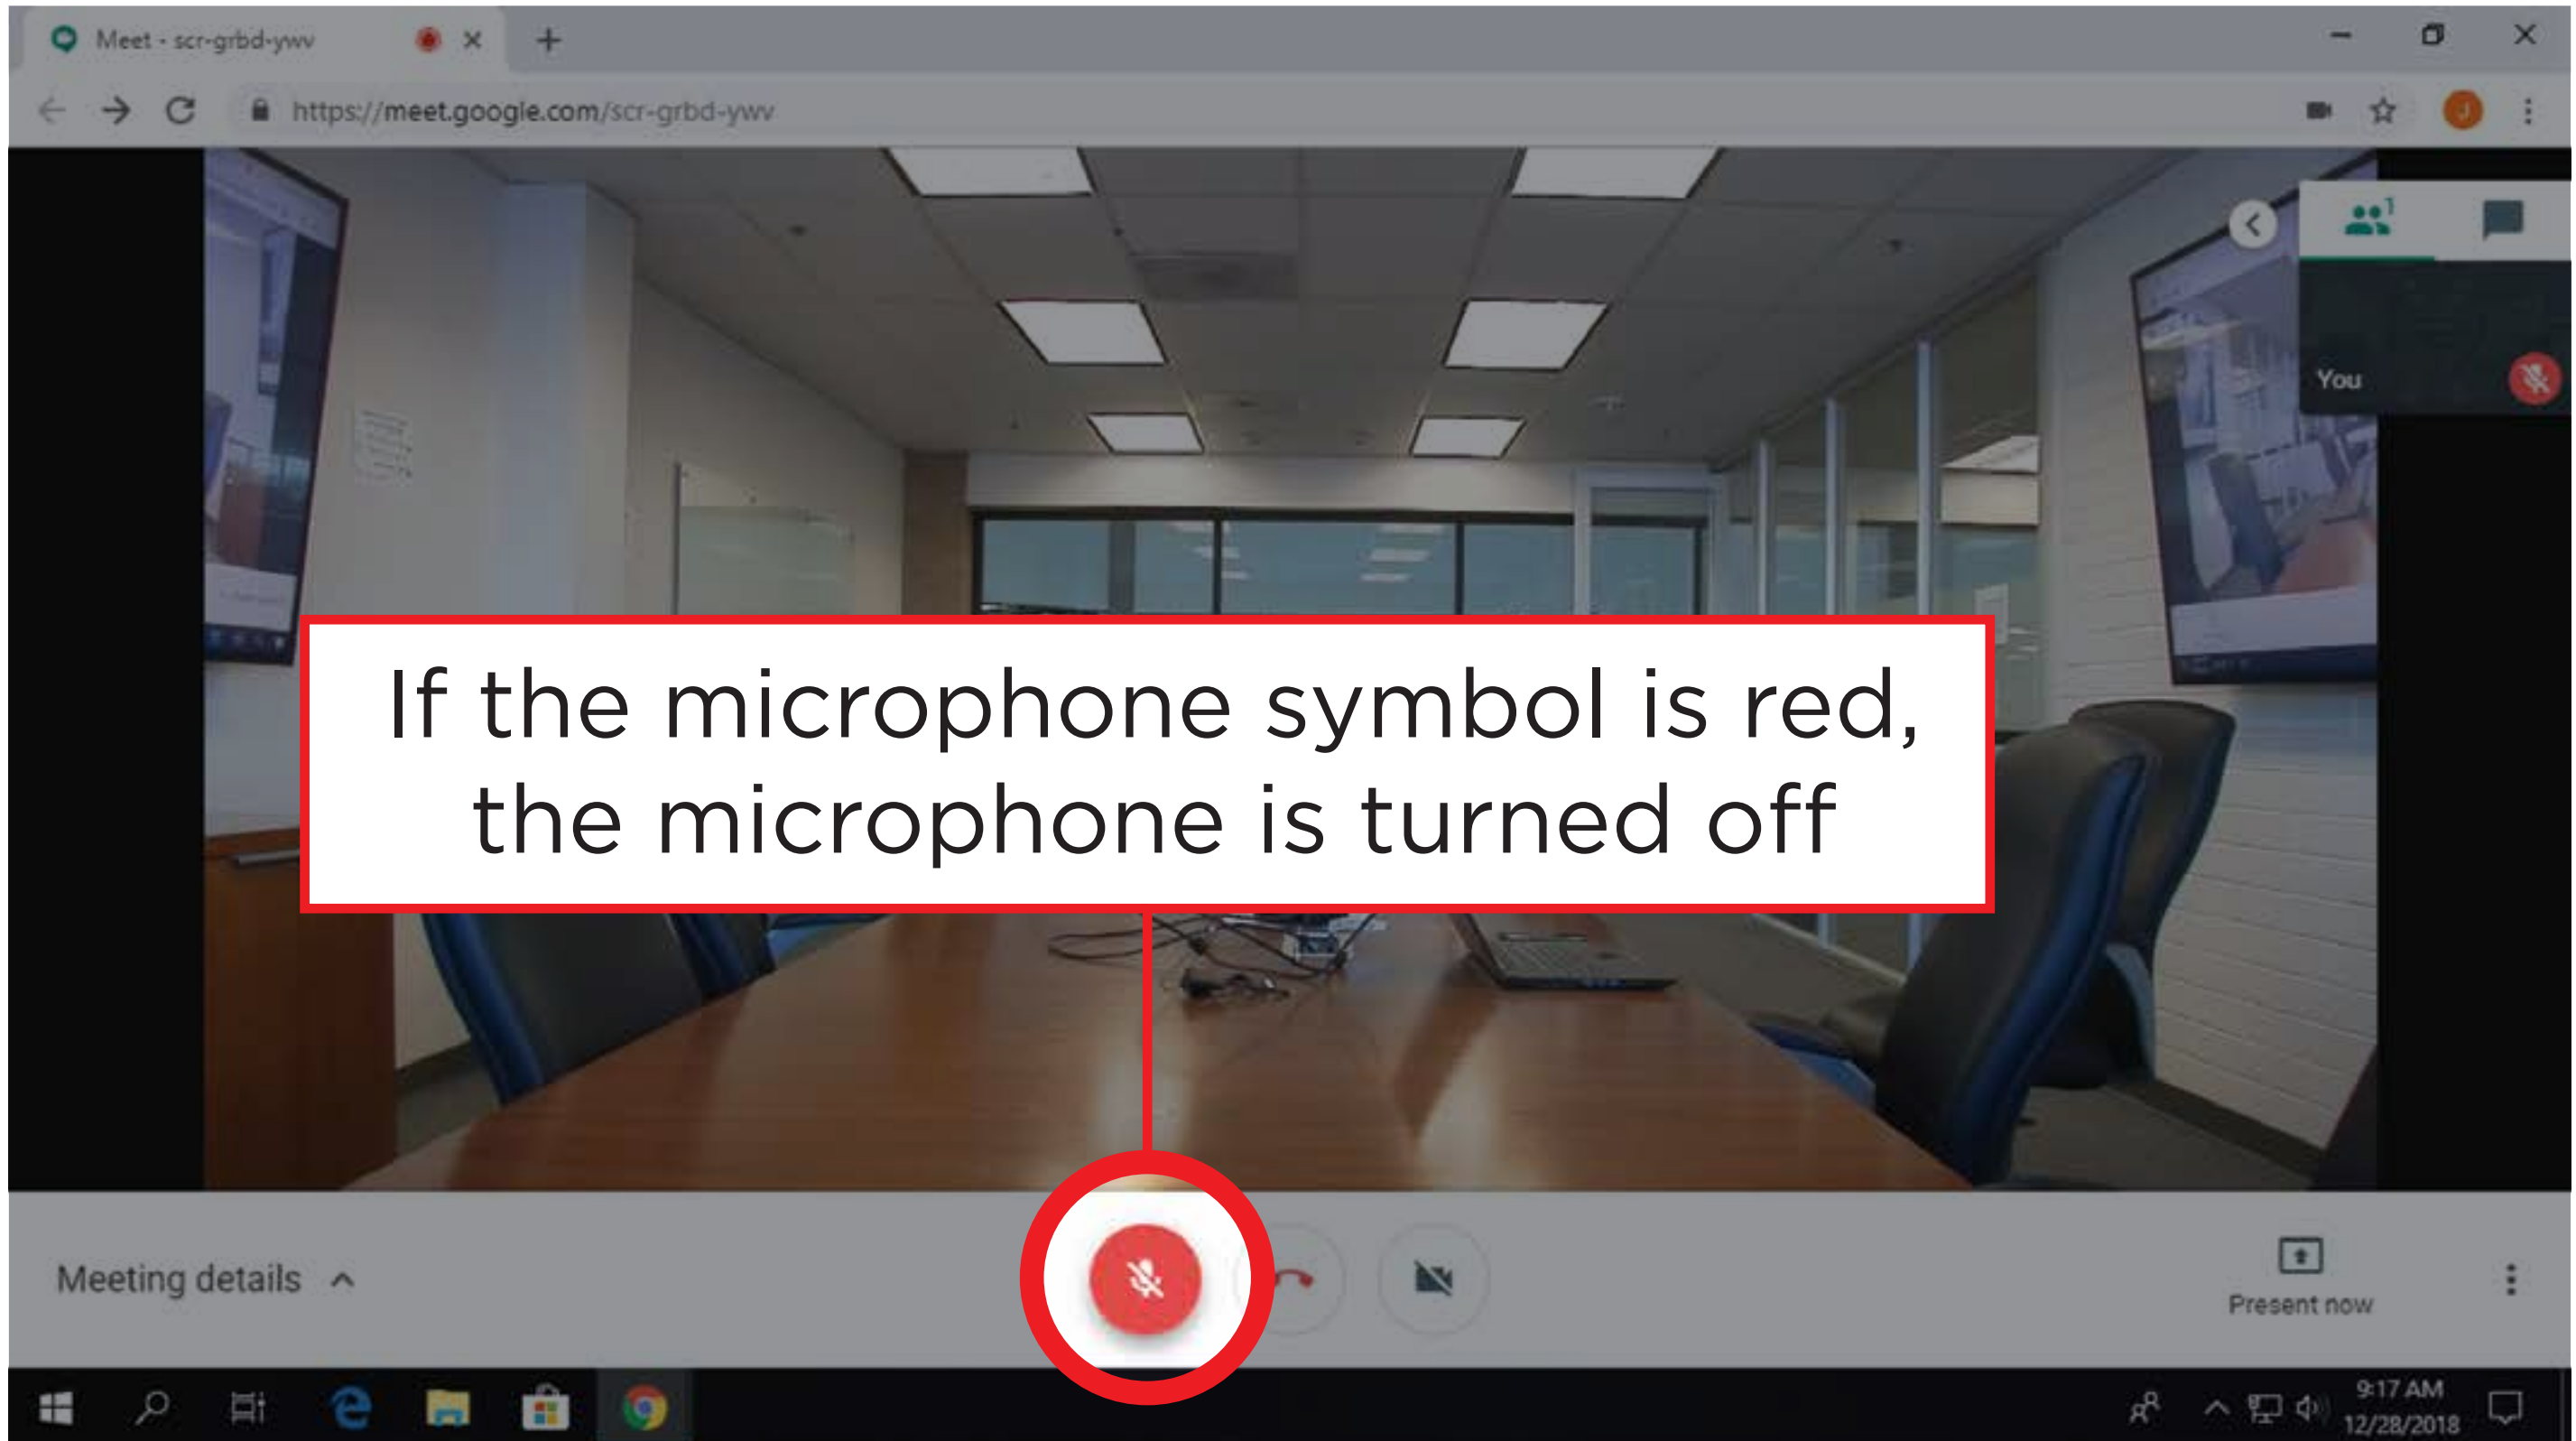 Meet - scr-grbd-ywv
https://meet.google.com/scr-grbd-ywv
J
1
You
If the microphone symbol is red,
the microphone is turned off
Meeting details
Present now
9:17 AM
12/28/2018